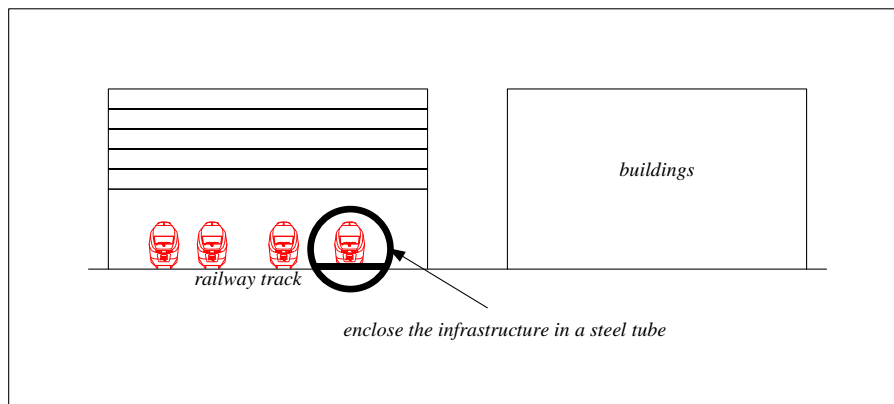 buildings
railway track
enclose the infrastructure in a steel tube